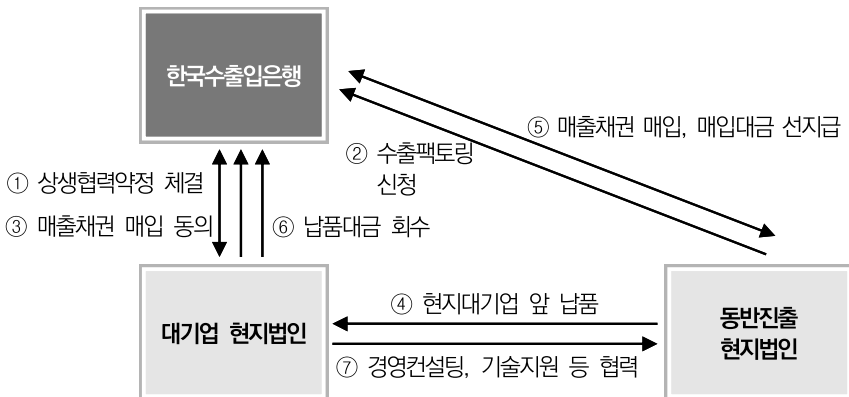 한국수출입은행
⑤ 매출채권 매입, 매입대금 선지급
② 수출팩토링
신청
① 상생협력약정 체결
③ 매출채권 매입 동의
⑥ 납품대금 회수
대기업 현지법인
④ 현지대기업 앞 납품
⑦ 경영컨설팅, 기술지원 등 협력
동반진출
현지법인